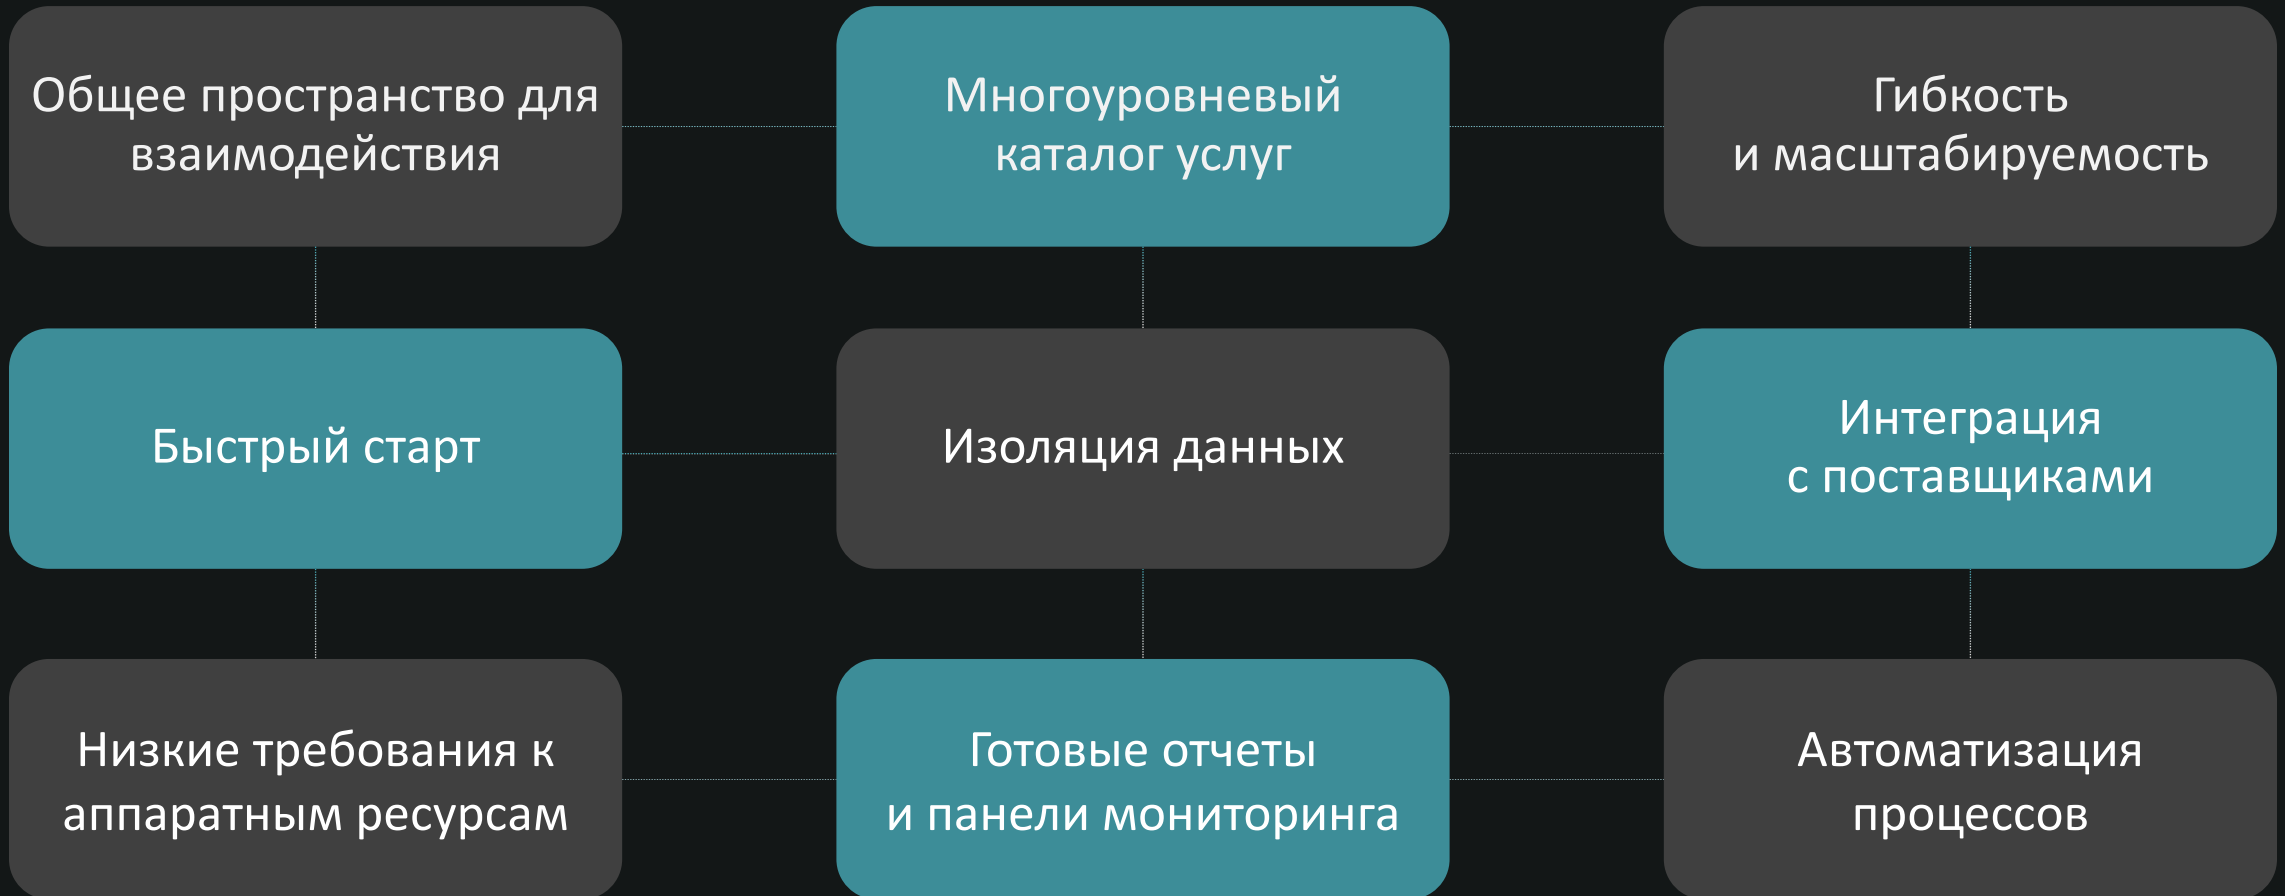 Общее пространство для
взаимодействия
Многоуровневый
каталог услуг
Гибкость
и масштабируемость
Быстрый старт
Изоляция данных
Интеграция
с поставщиками
Низкие требования к
аппаратным ресурсам
Готовые отчеты
и панели мониторинга
Автоматизация
процессов